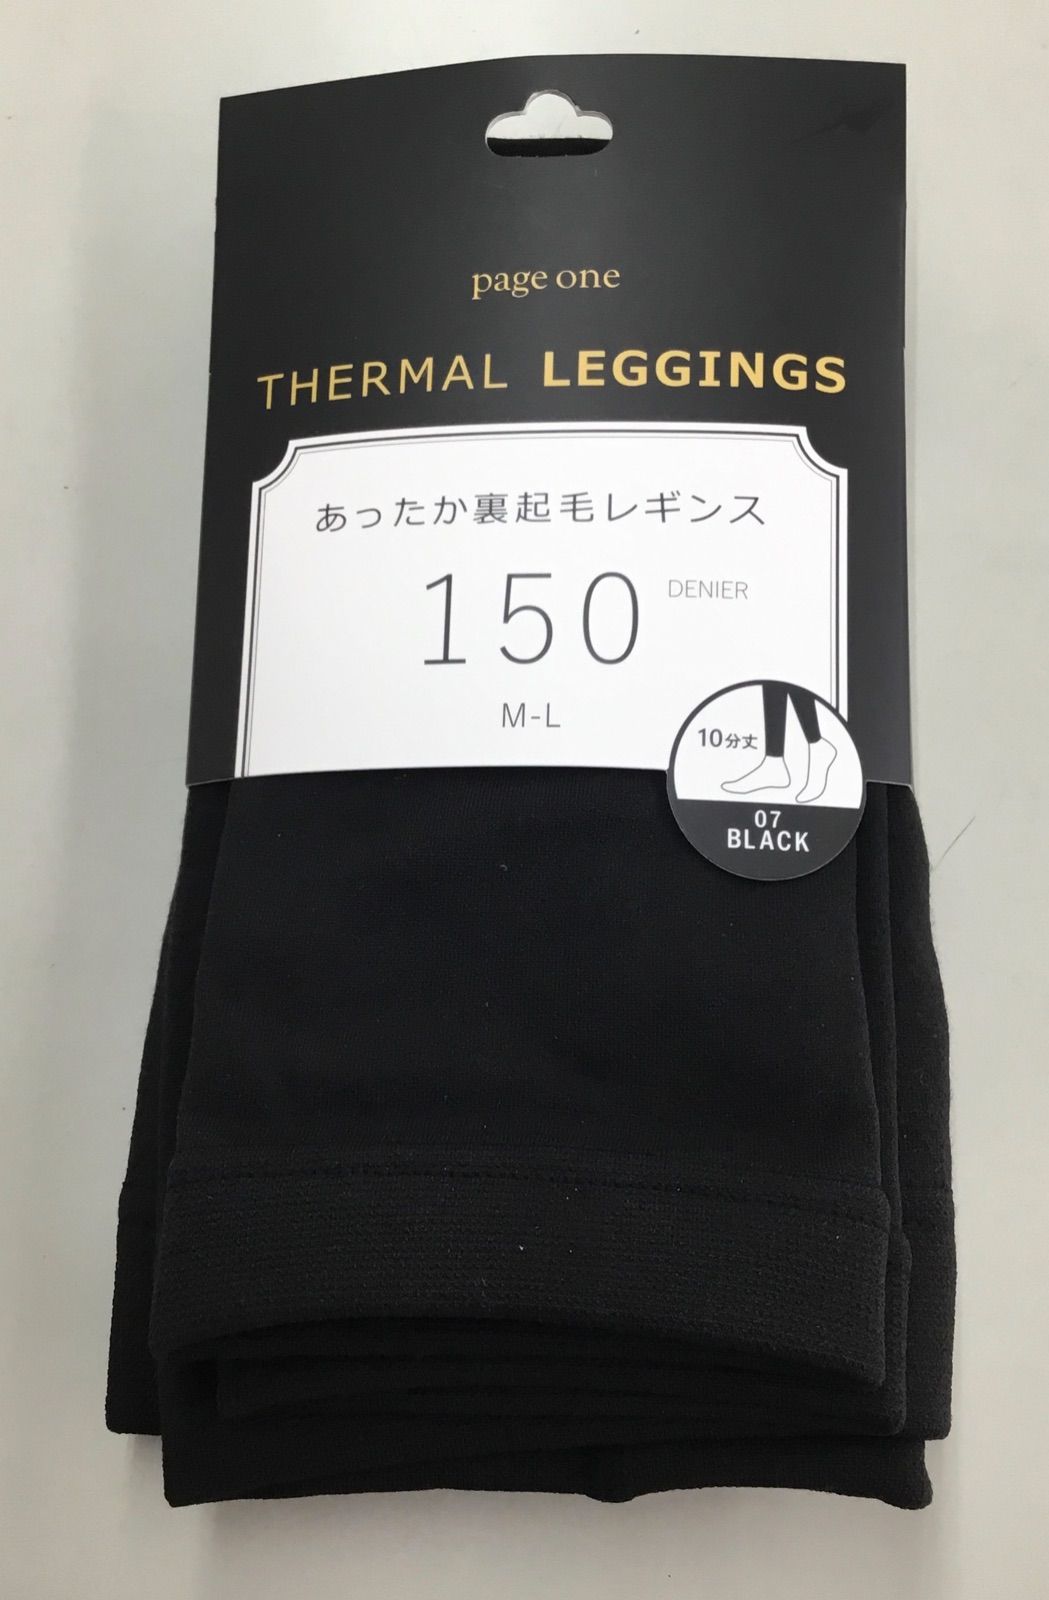 page one
THERMAL LEGGINGS
あったか裏起毛レギンス
150 DENIER
M-L
10分丈
07
BLACK